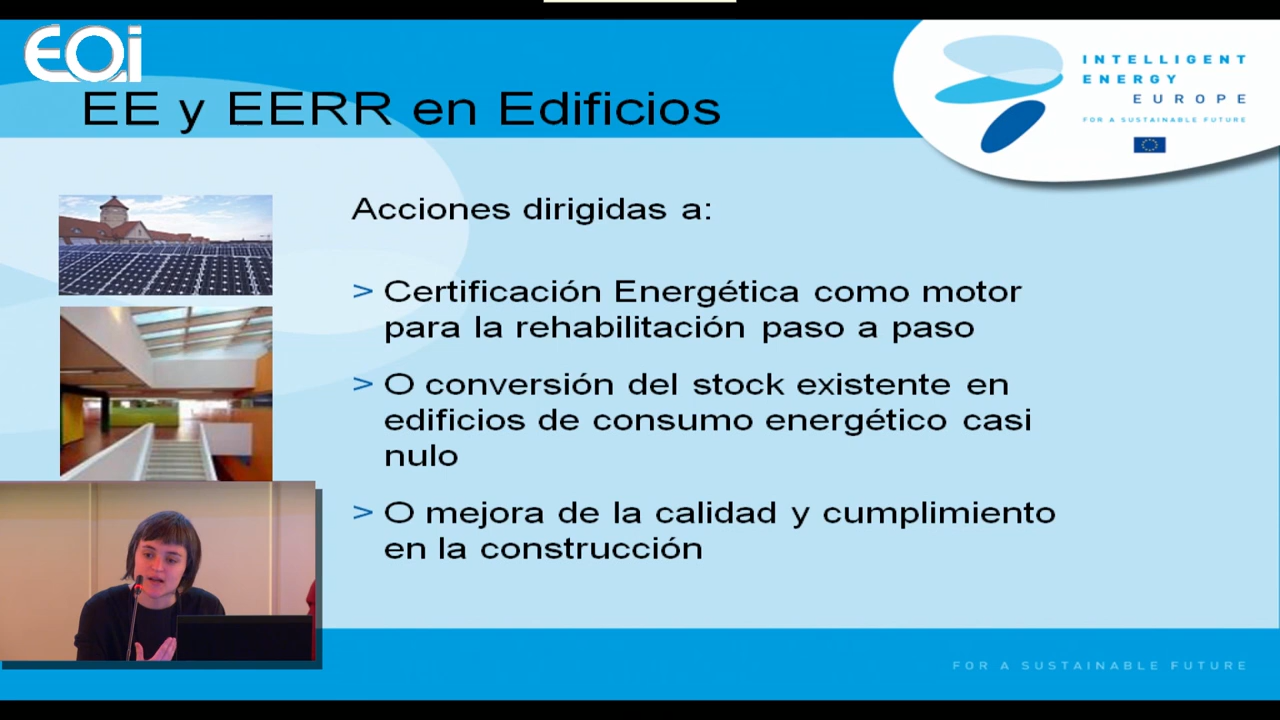 EOi
EE y EERR en Edificios
INTELLIGENT
ENERGY
EUROPE
FOR A SUSTAINABLE FUTURE
Acciones dirigidas a:
> Certificación Energética como motor
para la rehabilitación paso a paso
> O conversión del stock existente en
edificios de consumo energético casi
nulo
> O mejora de la calidad y cumplimiento
en la construcción
FOR A SUSTAINABLE FUTURE